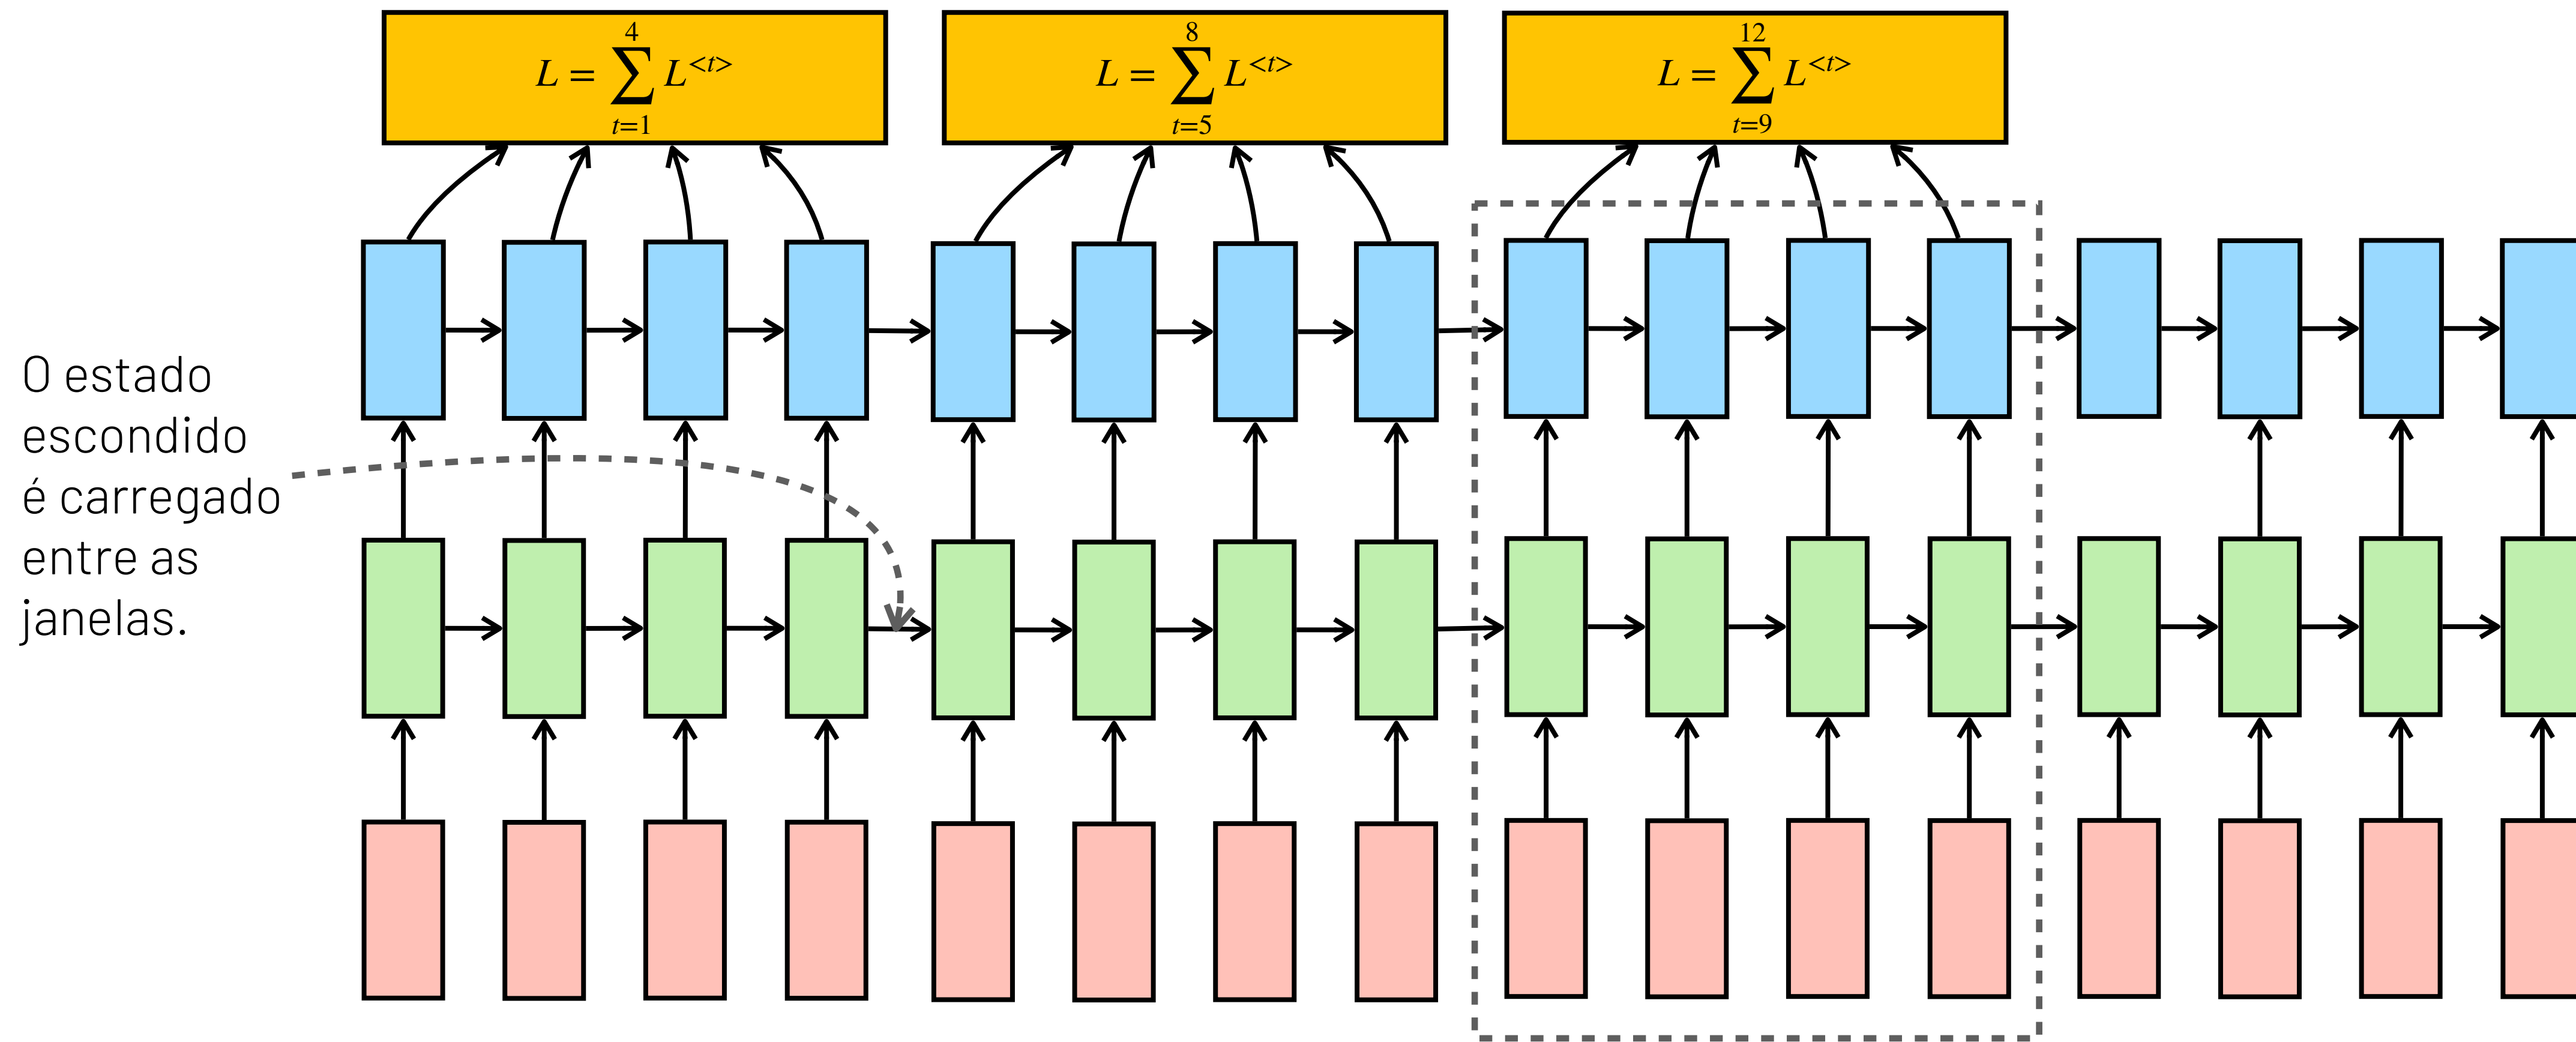 4
L = ∑ L<t>
t=1
8
L = ∑ L<t>
t=5
12
L = ∑ L<t>
t=9
O estado
escondido
é carregado
entre as
janelas.